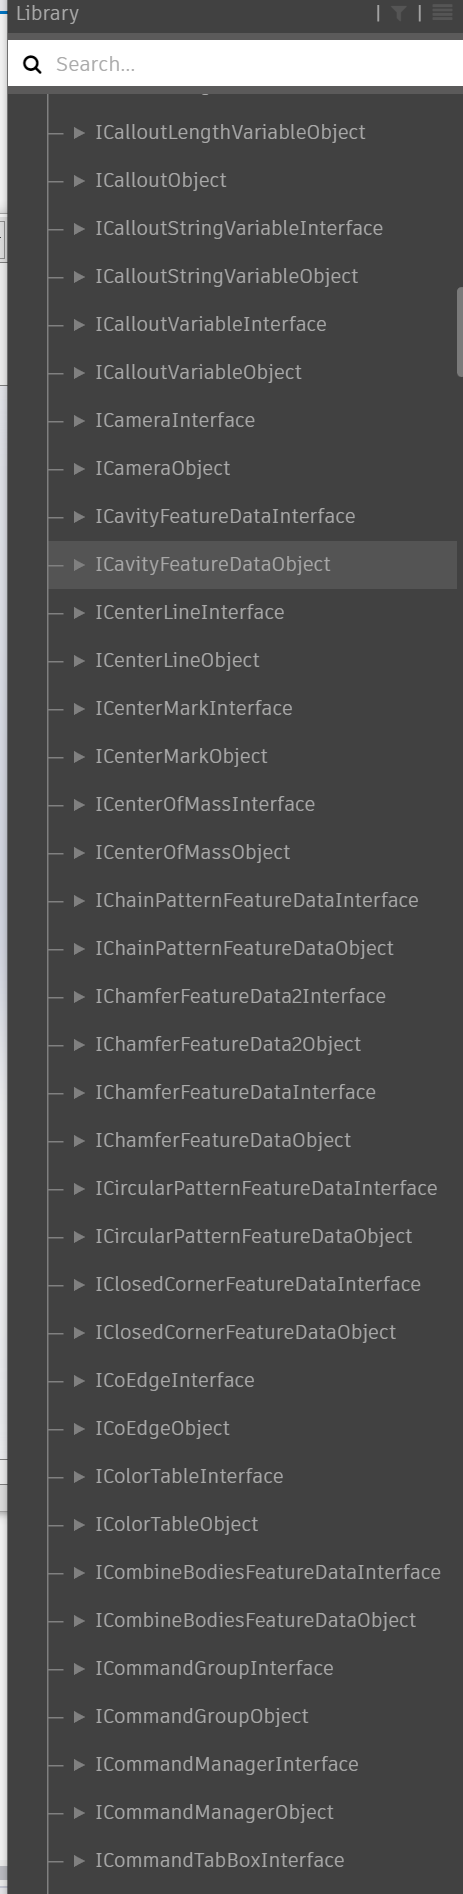 Library
Search...
ICalloutLengthVariableObject
ICalloutObject
ICalloutStringVariableInterface
ICalloutStringVariableObject
ICalloutVariableInterface
ICalloutVariableObject
ICameraInterface
ICameraObject
ICavityFeatureDataInterface
ICavityFeatureDataObject
ICenterLineInterface
ICenterLineObject
ICenterMarkInterface
ICenterMarkObject
ICenterOfMassInterface
ICenterOfMassObject
IChainPatternFeatureDataInterface
IChainPatternFeatureDataObject
IChamferFeatureData2Interface
IChamferFeatureData2Object
IChamferFeatureDataInterface
IChamferFeatureDataObject
ICircularPatternFeatureDataInterface
ICircularPatternFeatureDataObject
IClosedCornerFeatureDataInterface
IClosedCornerFeatureDataObject
ICoEdgeInterface
ICoEdgeObject
IColorTableInterface
IColorTableObject
ICombineBodiesFeatureDataInterface
ICombineBodiesFeatureDataObject
ICommandGroupInterface
ICommandGroupObject
ICommandManagerInterface
ICommandManagerObject
ICommandTabBoxInterface